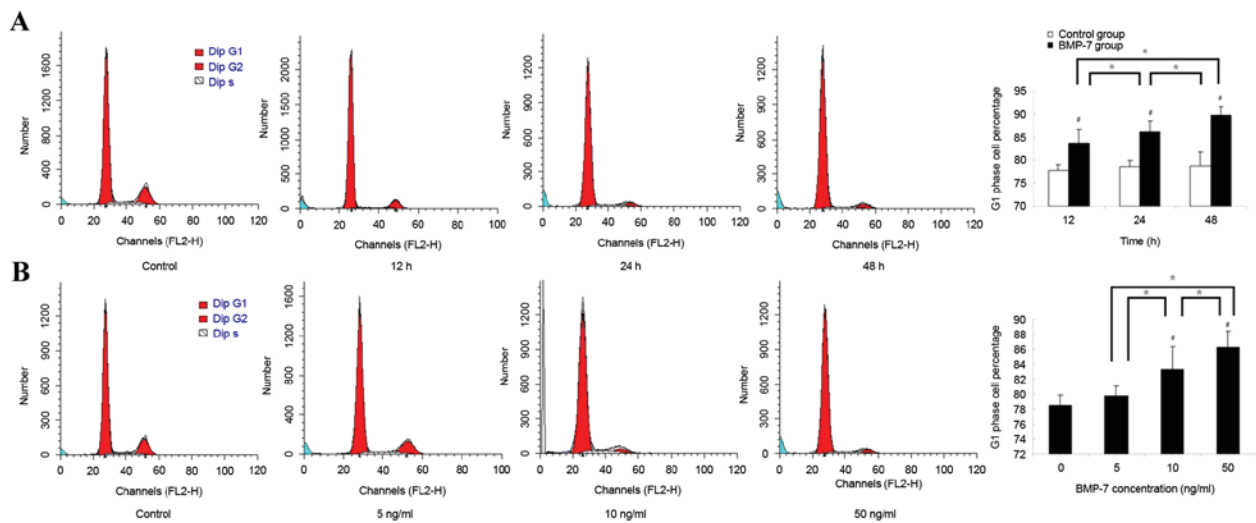 A
Number
1800
1600
1200
800
400
0
0 20 40 60 80 100 120
Channels (FL2-H)
Control
Dip G1
Dip G2
Dip s
Number
2000
1500
1000
500
0
0 20 40 60 80 100 120
Channels (FL2-H)
12 h
Number
1200
900
600
300
0
0 20 40 60 80 100 120
Channels (FL2-H)
24 h
Number
1200
900
600
300
0
0 20 40 60 80 100 120
Channels (FL2-H)
48 h
Control group
BMP-7 group
*
* *
# # #
G1 phase cell percentage
95
90
85
80
75
70
12 24 48
Time (h)
B
Number
1200
900
600
300
0
0 20 40 60 80 100 120
Channels (FL2-H)
Control
Dip G1
Dip G2
Dip s
Number
1600
1200
800
400
0
0 20 40 60 80 100 120
Channels (FL2-H)
5 ng/ml
Number
1200
900
600
300
0
0 20 40 60 80 100 120
Channels (FL2-H)
10 ng/ml
Number
1200
900
600
300
0
0 20 40 60 80 100 120
Channels (FL2-H)
50 ng/ml
*
* *
# #
G1 phase cell percentage
90
88
86
84
82
80
78
76
74
72
0 5 10 50
BMP-7 concentration (ng/ml)